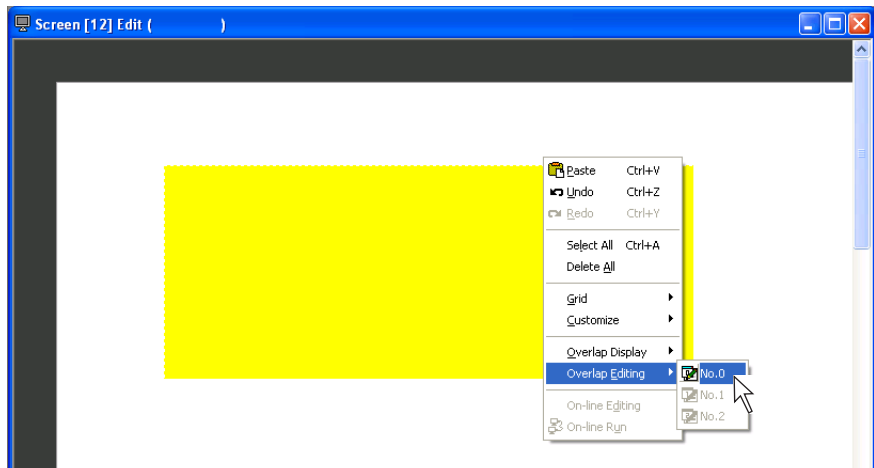 Screen [12] Edit (          )
Paste Ctrl+V
Undo Ctrl+Z
Redo Ctrl+Y
Select All Ctrl+A
Delete All
Grid
Customize
Overlap Display
Overlap Editing
No.0
No.1
No.2
On-line Editing
On-line Run